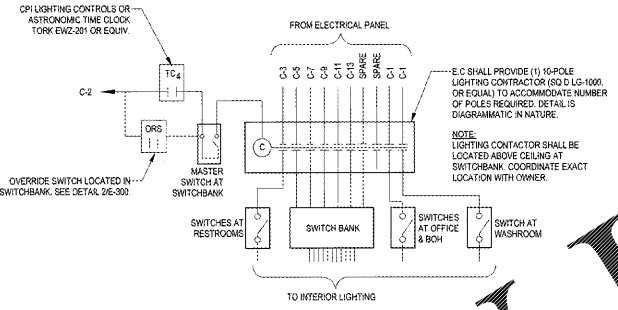 CPI LIGHTING CONTROLS OR
ASTRONOMIC TIME CLOCK
TORK EWZ-201 OR EQUIV.
FROM ELECTRICAL PANEL
TC4
C-2
C-3
C-5
C-7
C-9
C-11
C-13
SPARE
SPARE
C-1
C-1
E.C SHALL PROVIDE (1) 10-POLE
LIGHTING CONTRACTOR (SQ D LG-1000,
OR EQUAL) TO ACCOMMODATE NUMBER
OF POLES REQUIRED. DETAIL IS
DIAGRAMMATIC IN NATURE.
NOTE:
LIGHTING CONTACTOR SHALL BE
LOCATED ABOVE CEILING AT
SWITCHBANK. COORDINATE EXACT
LOCATION WITH OWNER.
ORS
C
MASTER
SWITCH AT
SWITCHBANK
OVERRIDE SWITCH LOCATED IN
SWITCHBANK. SEE DETAIL 2/E-300.
SWITCHES AT
RESTROOMS
SWITCH BANK
SWITCHES
AT OFFICE
& BOH
SWITCH AT
WASHROOM
TO INTERIOR LIGHTING